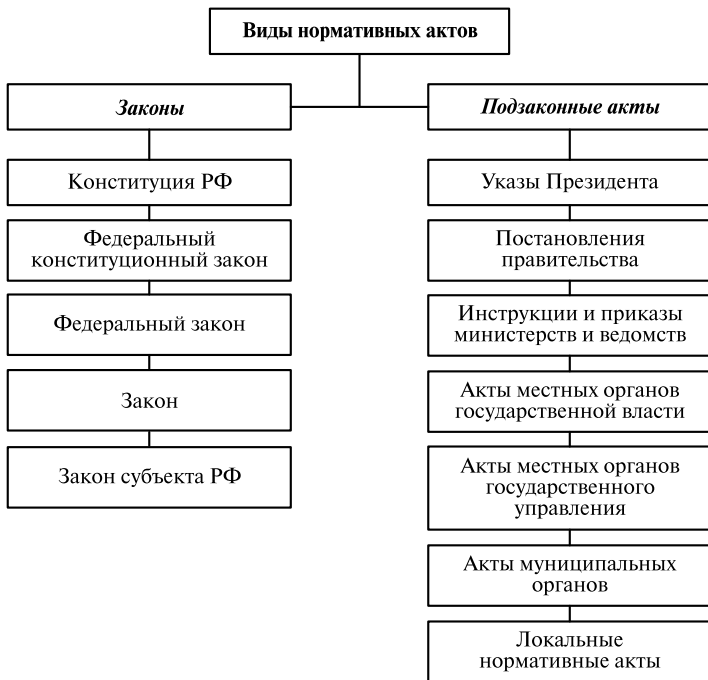 Виды нормативных актов
Законы
Конституция РФ
Федеральный
конституционный закон
Федеральный закон
Закон
Закон субъекта РФ
Подзаконные акты
Указы Президента
Постановления
правительства
Инструкции и приказы
министерств и ведомств
Акты местных органов
государственной власти
Акты местных органов
государственного
управления
Акты муниципальных
органов
Локальные
нормативные акты